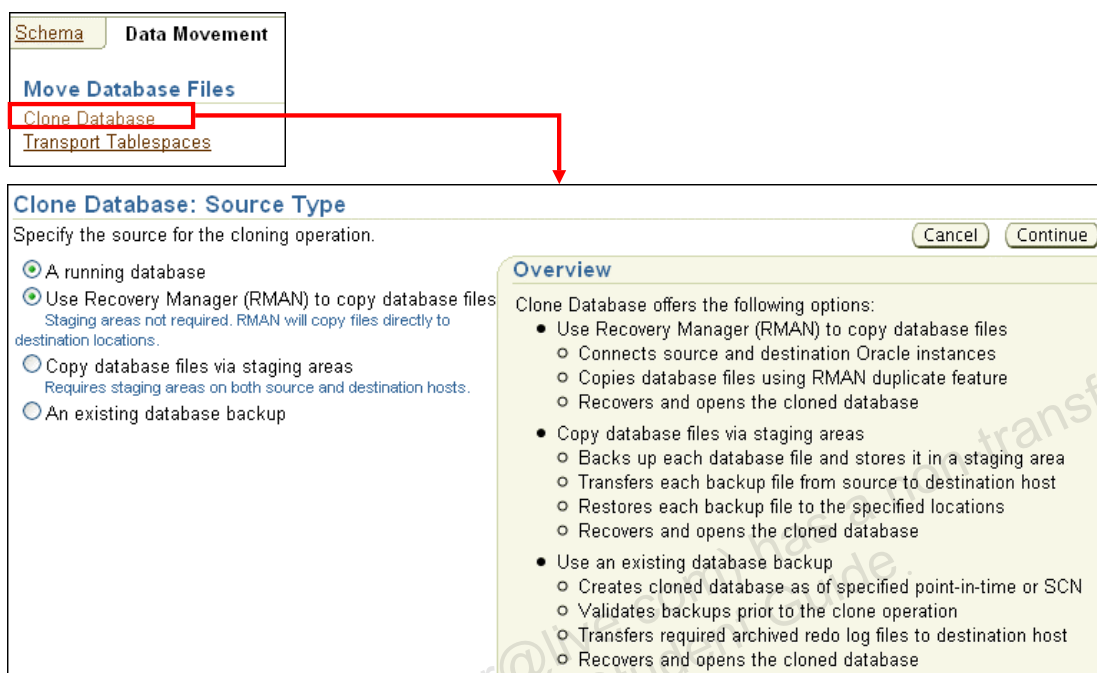 Schema Data Movement
Move Database Files
Clone Database
Transport Tablespaces
Clone Database: Source Type
Specify the source for the cloning operation.
Cancel Continue
A running database
Use Recovery Manager (RMAN) to copy database files
Staging areas not required. RMAN will copy files directly to
destination locations.
Copy database files via staging areas
Requires staging areas on both source and destination hosts.
An existing database backup
Overview
Clone Database offers the following options:
Use Recovery Manager (RMAN) to copy database files
Connects source and destination Oracle instances
Copies database files using RMAN duplicate feature
Recovers and opens the cloned database
Copy database files via staging areas
Backs up each database file and stores it in a staging area
Transfers each backup file from source to destination host
Restores each backup file to the specified locations
Recovers and opens the cloned database
Use an existing database backup
Creates cloned database as of specified point-in-time or SCN
Validates backups prior to the clone operation
Transfers required archived redo log files to destination host
Recovers and opens the cloned database
@live.com) has a non-transf
Student Guide.